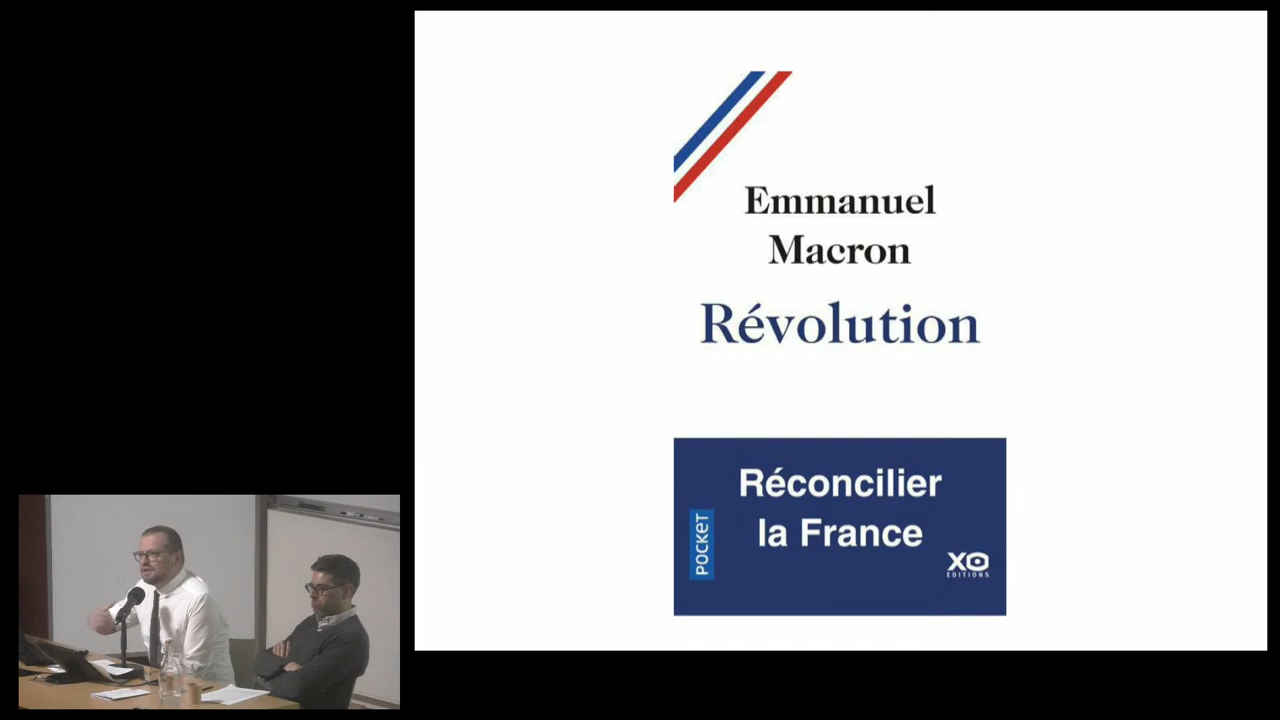 Emmanuel
Macron
Révolution
Réconcilier
la France
POCKET
XO
EDITIONS